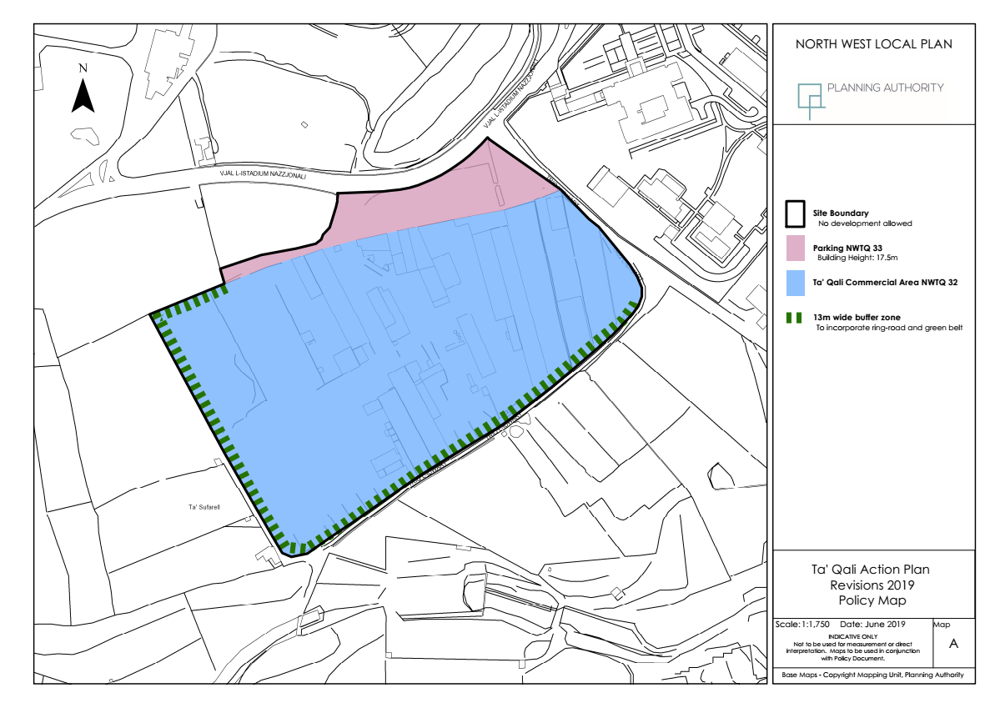 N
VJAL L-ISTADIUM NAZZJONALI
VJAL L-ISTADIUM NAZZJONALI
Ta' Sufarell
NORTH WEST LOCAL PLAN
PLANNING AUTHORITY
Site Boundary
No development allowed
Parking NWTQ 33
Building Height: 17.5m
Ta' Qali Commercial Area NWTQ 32
13m wide buffer zone
To incorporate ring-road and green belt
Ta' Qali Action Plan
Revisions 2019
Policy Map
Scale: 1:1,750 Date: June 2019
Map
A
INDICATIVE ONLY
Not to be used for measurement or direct
interpretation. Maps to be used in conjunction
with Policy Document.
Base Maps - Copyright Mapping Unit, Planning Authority